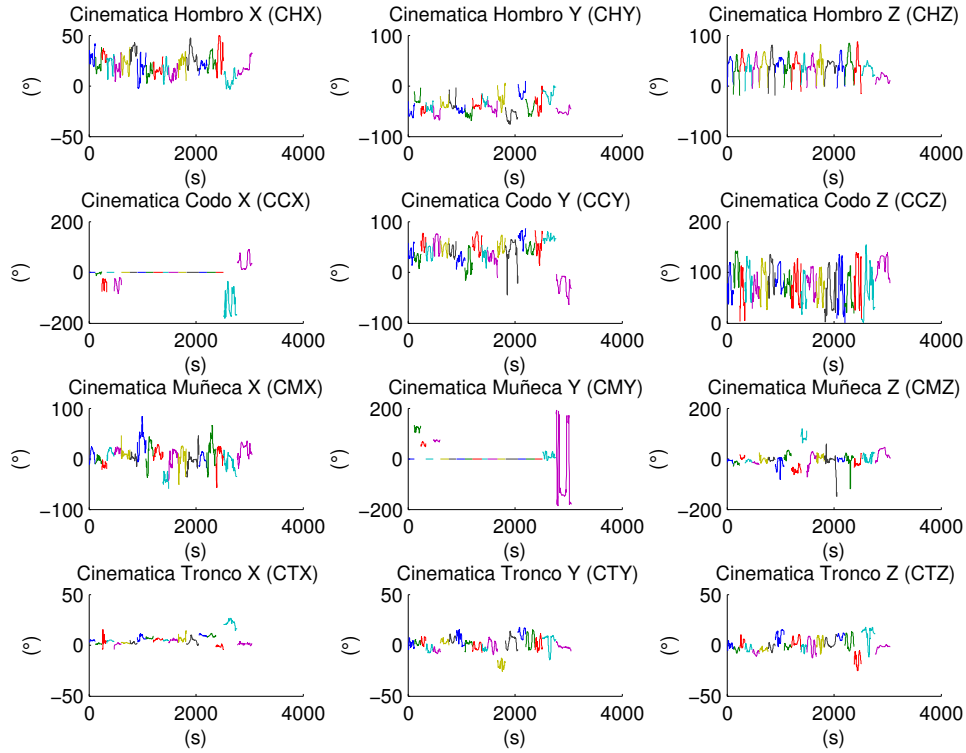 Cinematica Hombro X (CHX) Cinematica Hombro Y (CHY) Cinematica Hombro Z (CHZ)
50 100 100
0 0 0
−50 −100 −100
(°) (°) (°)
0 2000 4000 0 2000 4000 0 2000 4000
(s) (s) (s)
Cinematica Codo X (CCX) Cinematica Codo Y (CCY) Cinematica Codo Z (CCZ)
200 100 200
0 0 100
−200 −100 0
(°) (°) (°)
0 2000 4000 0 2000 4000 0 2000 4000
(s) (s) (s)
Cinematica Muñeca X (CMX) Cinematica Muñeca Y (CMY) Cinematica Muñeca Z (CMZ)
100 200 200
0 0 0
−100 −200 −200
(°) (°) (°)
0 2000 4000 0 2000 4000 0 2000 4000
(s) (s) (s)
Cinematica Tronco X (CTX) Cinematica Tronco Y (CTY) Cinematica Tronco Z (CTZ)
50 50 50
0 0 0
−50 −50 −50
(°) (°) (°)
0 2000 4000 0 2000 4000 0 2000 4000
(s) (s) (s)